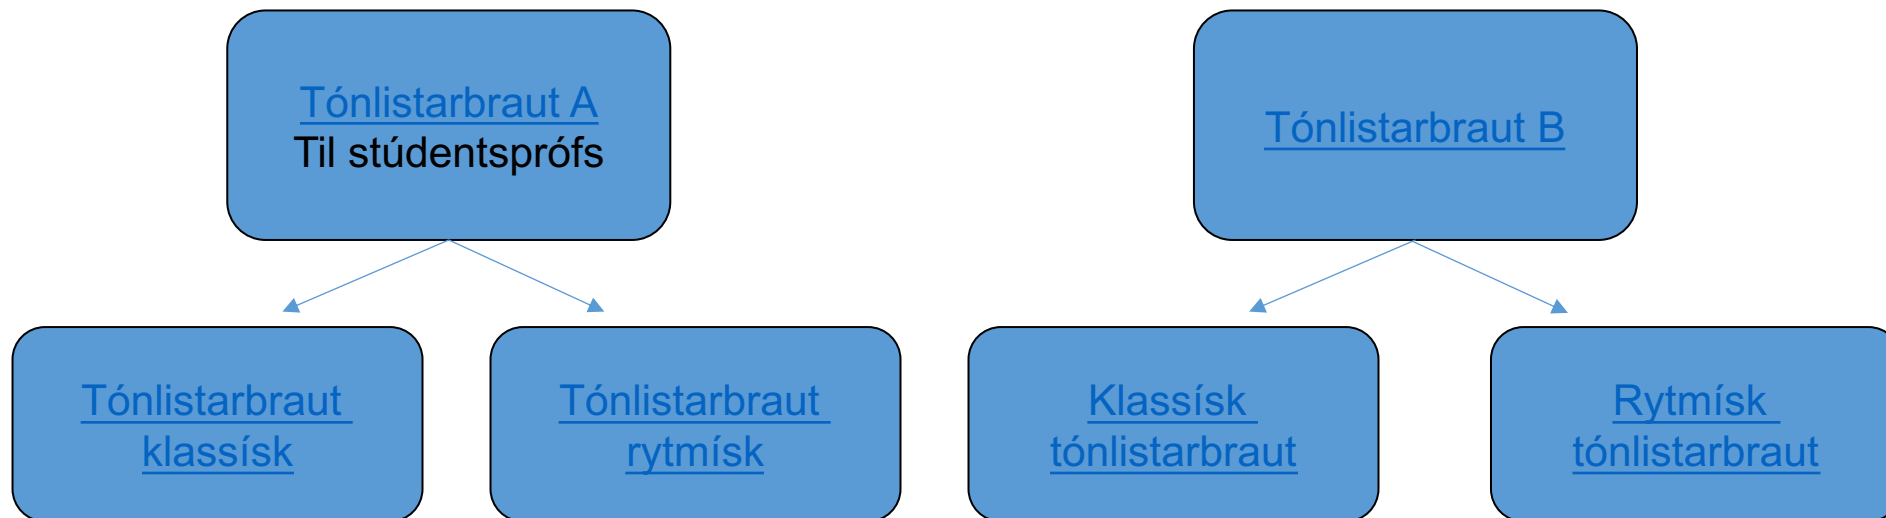 Tónlistarbraut A
Til stúdentsprófs
Tónlistarbraut B
Tónlistarbraut
klassísk
Tónlistarbraut
rytmísk
Klassísk
tónlistarbraut
Rytmísk
tónlistarbraut